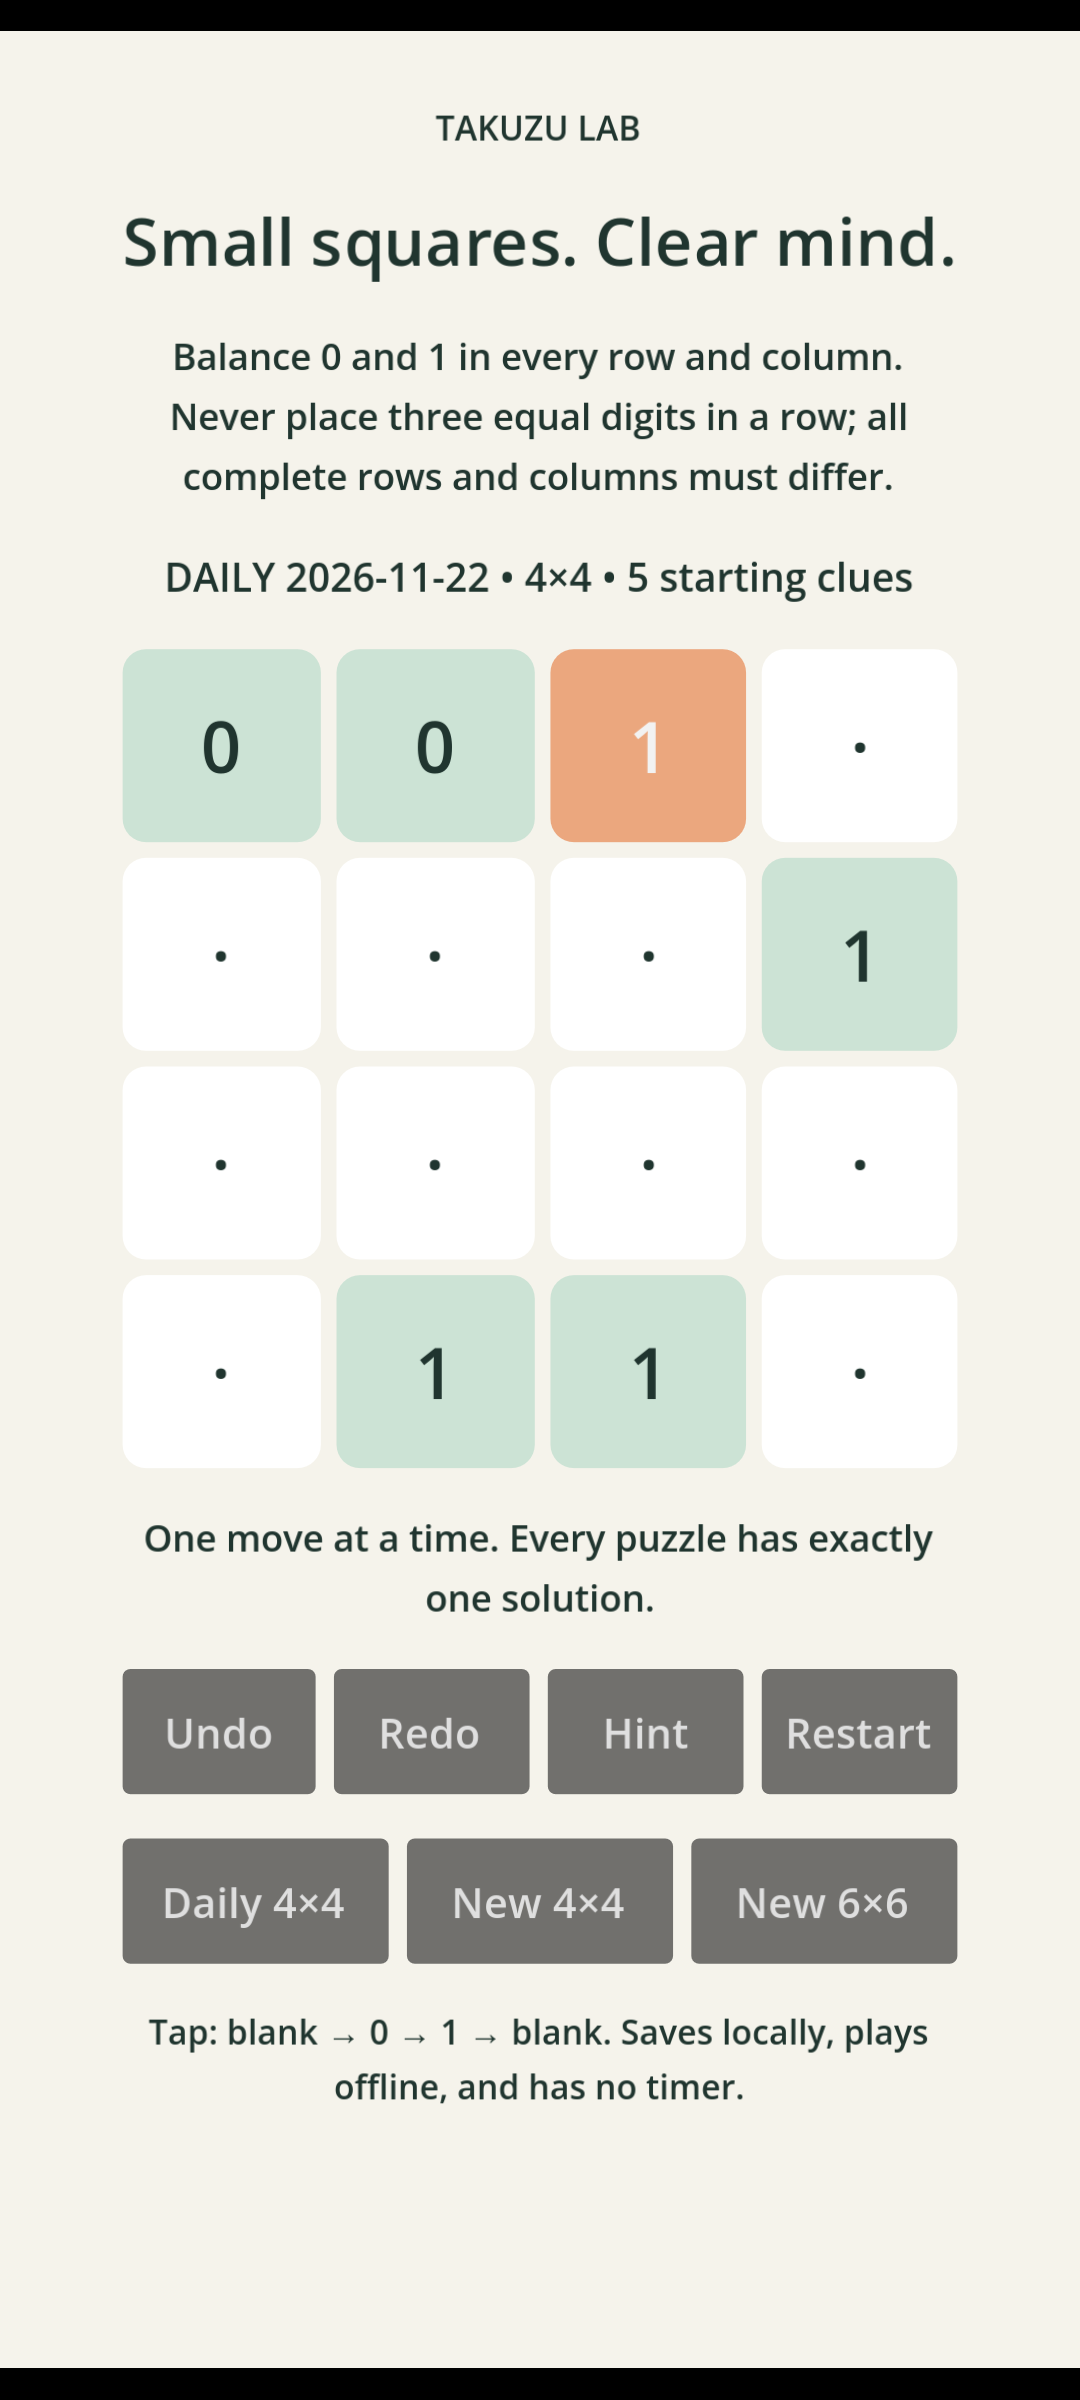 TAKUZU LAB
Small squares. Clear mind.
Balance 0 and 1 in every row and column.
Never place three equal digits in a row; all
complete rows and columns must differ.
DAILY 2026-11-22 • 4×4 • 5 starting clues
0 0 1 ·
· · · 1
· · · ·
· 1 1 ·
One move at a time. Every puzzle has exactly
one solution.
Undo Redo Hint Restart
Daily 4×4 New 4×4 New 6×6
Tap: blank → 0 → 1 → blank. Saves locally, plays
offline, and has no timer.